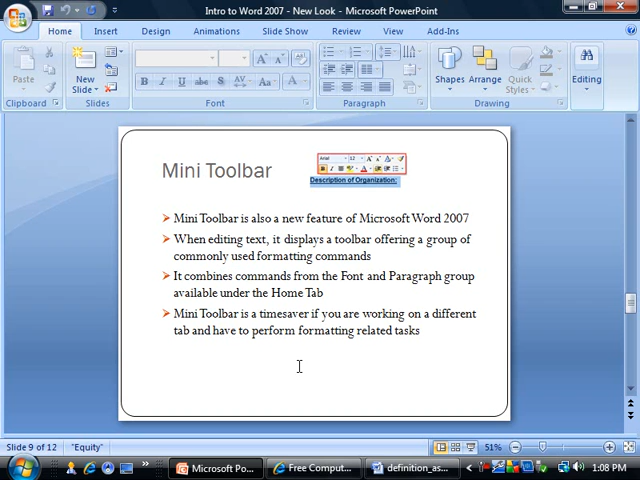 Intro to Word 2007 - New Look - Microsoft PowerPoint
Home Insert Design Animations Slide Show Review View Add-Ins
Paste New Slide Shapes Arrange Quick Styles Editing
B I U S abe AV Aa A
Clipboard Slides Font Paragraph Drawing
Mini Toolbar
Arial 12
Description of Organization:
Mini Toolbar is also a new feature of Microsoft Word 2007
When editing text, it displays a toolbar offering a group of
commonly used formatting commands
It combines commands from the Font and Paragraph group
available under the Home Tab
Mini Toolbar is a timesaver if you are working on a different
tab and have to perform formatting related tasks
Slide 9 of 12 "Equity" 51%
Microsoft Po... Free Comput... definition_as... 1:08 PM